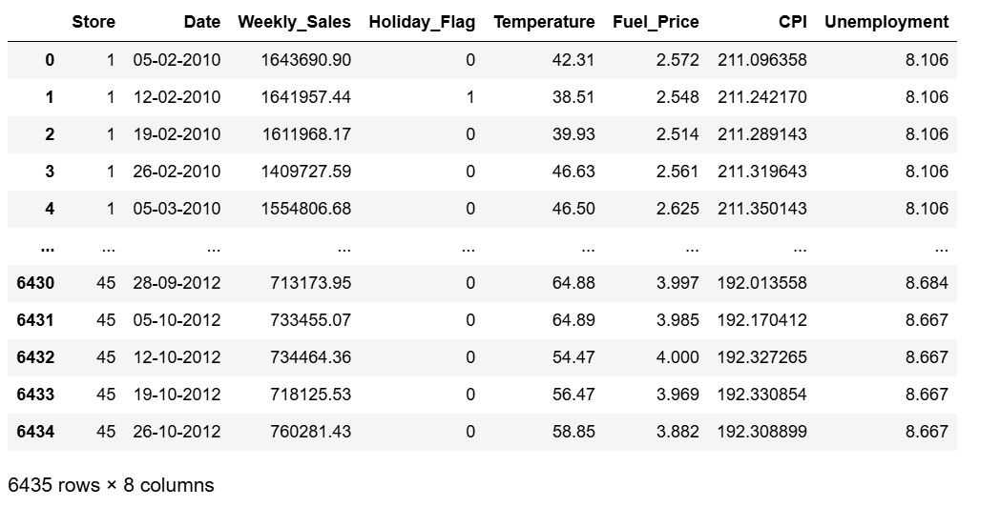 Store Date Weekly_Sales Holiday_Flag Temperature Fuel_Price CPI Unemployment
0 1 05-02-2010 1643690.90 0 42.31 2.572 211.096358 8.106
1 1 12-02-2010 1641957.44 1 38.51 2.548 211.242170 8.106
2 1 19-02-2010 1611968.17 0 39.93 2.514 211.289143 8.106
3 1 26-02-2010 1409727.59 0 46.63 2.561 211.319643 8.106
4 1 05-03-2010 1554806.68 0 46.50 2.625 211.350143 8.106
... ... ... ... ... ... ... ... ...
6430 45 28-09-2012 713173.95 0 64.88 3.997 192.013558 8.684
6431 45 05-10-2012 733455.07 0 64.89 3.985 192.170412 8.667
6432 45 12-10-2012 734464.36 0 54.47 4.000 192.327265 8.667
6433 45 19-10-2012 718125.53 0 56.47 3.969 192.330854 8.667
6434 45 26-10-2012 760281.43 0 58.85 3.882 192.308899 8.667
6435 rows × 8 columns